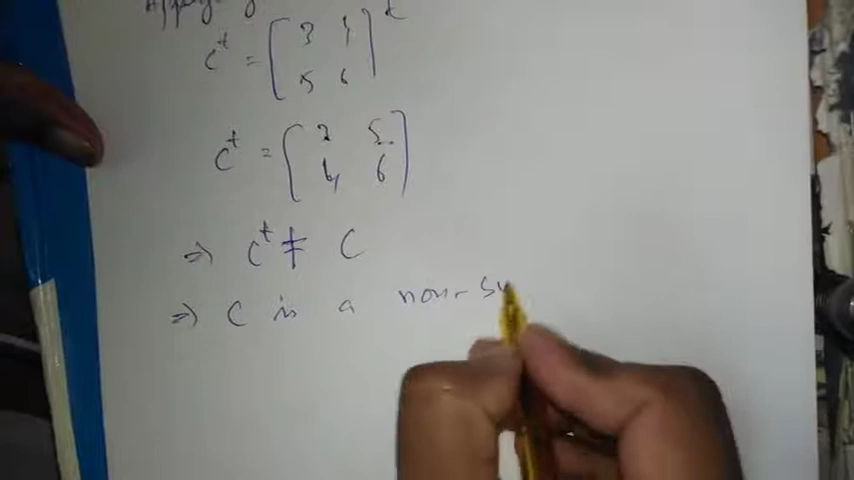 C^t = [3 4
5 6]^t
C^t = [3 5
4 6]
⇒ C^t ≠ C
⇒ C is a non-Sy